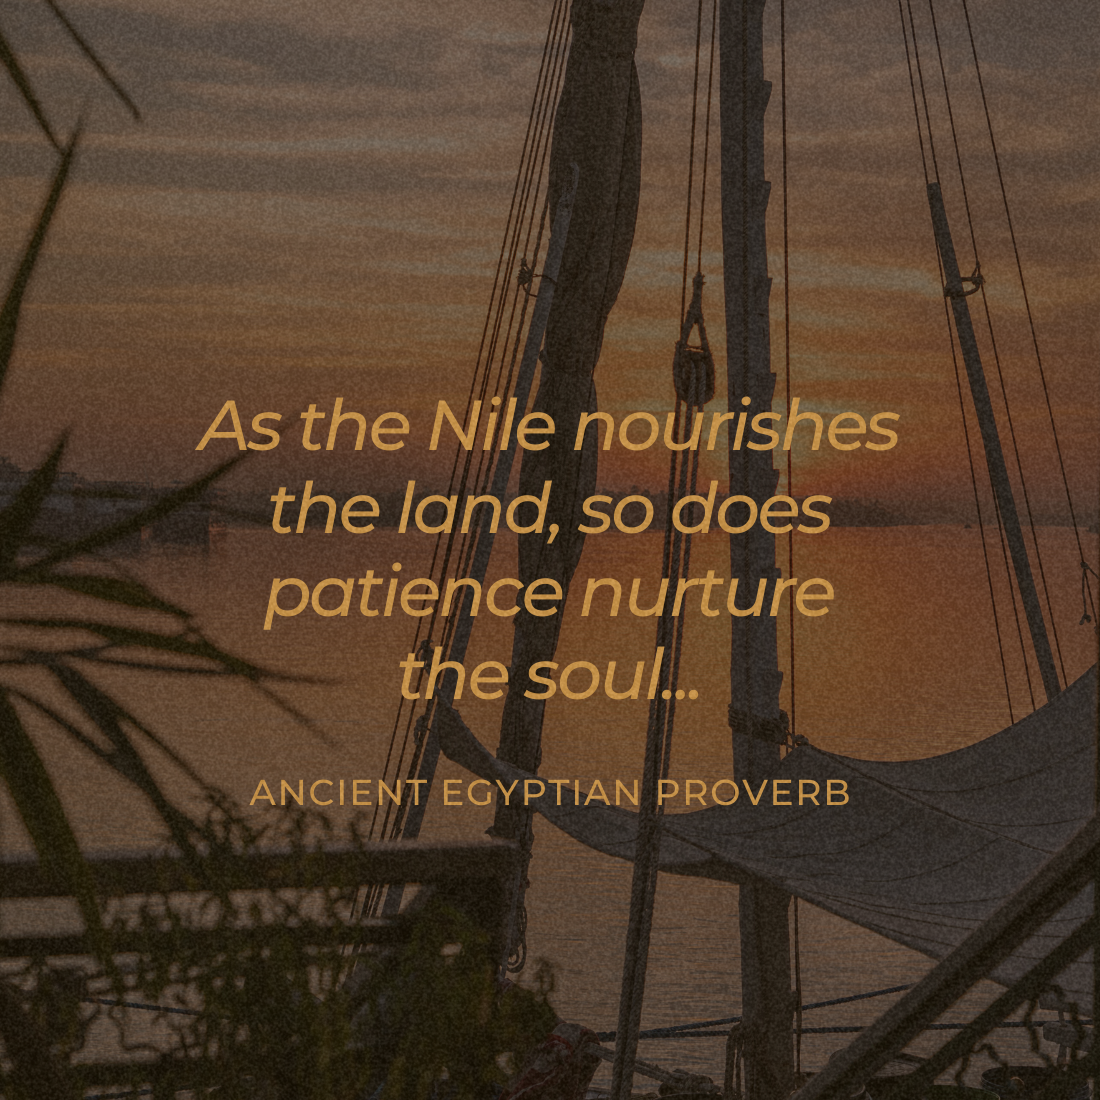 As the Nile nourishes
the land, so does
patience nurture
the soul...
ANCIENT EGYPTIAN PROVERB